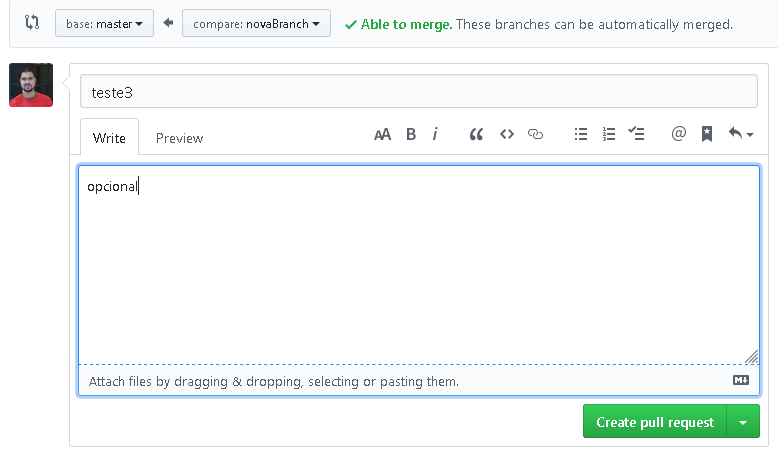 base: master compare: novaBranch Able to merge. These branches can be automatically merged.
teste3
Write Preview AA B i @
opcional
Attach files by dragging & dropping, selecting or pasting them.
Create pull request